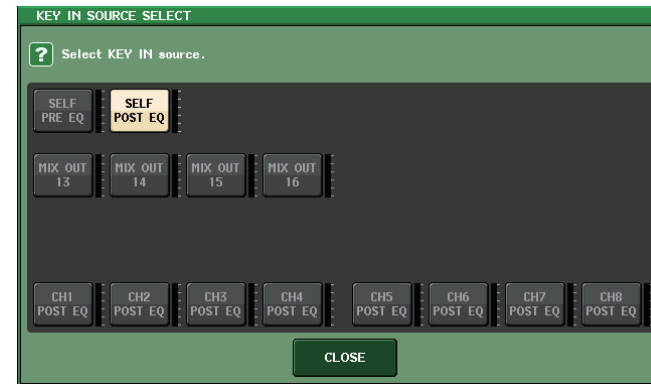 KEY IN SOURCE SELECT
? Select KEY IN source.
SELF PRE EQ SELF POST EQ
MIX OUT 13 MIX OUT 14 MIX OUT 15 MIX OUT 16
CH1 POST EQ CH2 POST EQ CH3 POST EQ CH4 POST EQ CH5 POST EQ CH6 POST EQ CH7 POST EQ CH8 POST EQ
CLOSE